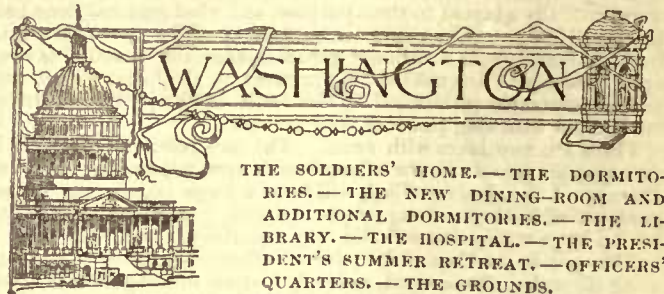 WASHINGTON
THE SOLDIERS' HOME. — THE DORMITO-
RIES. — THE NEW DINING-ROOM AND
ADDITIONAL DORMITORIES. — THE LI-
BRARY. — THE HOSPITAL. — THE PRESI-
DENT'S SUMMER RETREAT. — OFFICERS'
QUARTERS. — THE GROUNDS.